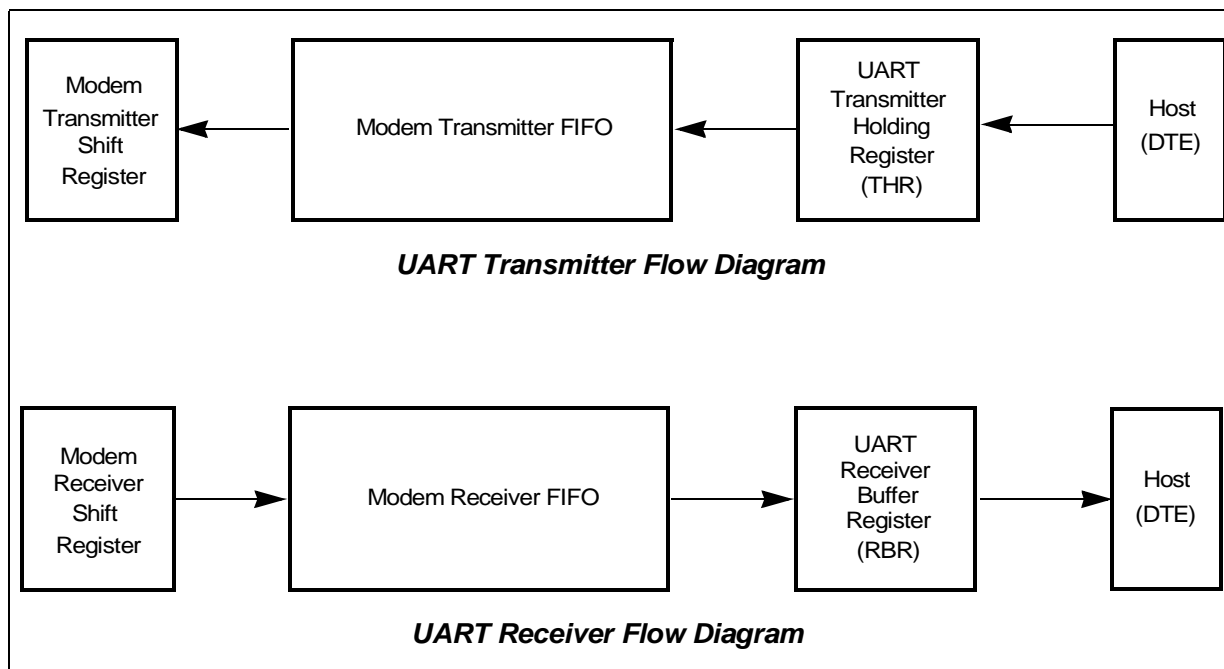 Modem
Transmitter
Shift
Register
Modem Transmitter FIFO
UART
Transmitter
Holding
Register
(THR)
Host
(DTE)
UART Transmitter Flow Diagram
Modem
Receiver
Shift
Register
Modem Receiver FIFO
UART
Receiver
Buffer
Register
(RBR)
Host
(DTE)
UART Receiver Flow Diagram